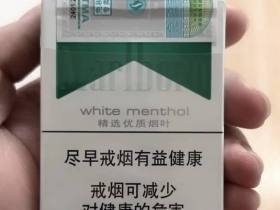 Marlboro
white menthol
精选优质烟叶
尽早戒烟有益健康
戒烟可减少
对健康的危害